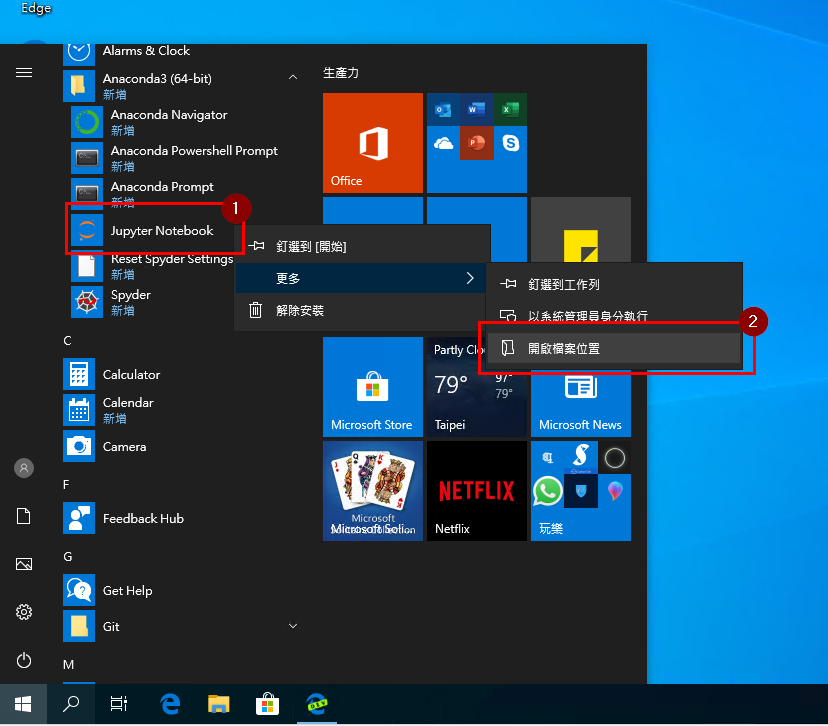 Edge
Alarms & Clock
Anaconda3 (64-bit)
新增
Anaconda Navigator
新增
Anaconda Powershell Prompt
新增
Anaconda Prompt
新增
1
Jupyter Notebook
Reset Spyder Settings
新增
Spyder
新增
C
Calculator
Calendar
新增
Camera
F
Feedback Hub
G
Get Help
Git
M
生產力
Office
釘選到 [開始]
更多
解除安裝
釘選到工作列
以系統管理員身分執行
2
開啟檔案位置
Microsoft Store
Partly Clo
79°
97°
79°
Taipei
Microsoft News
Microsoft
Microsoft Soli...
NETFLIX
Netflix
玩樂
DEV